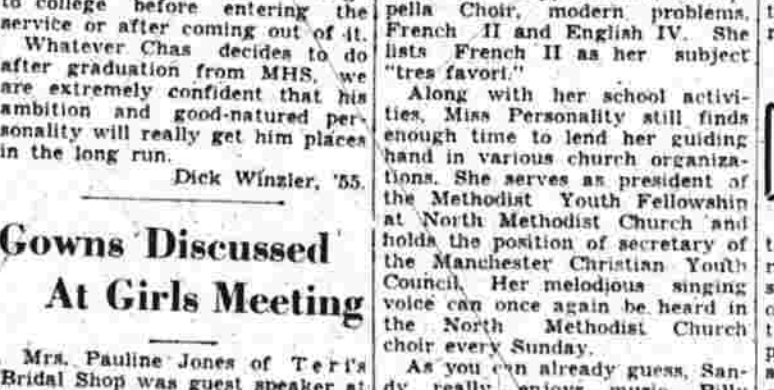 to college before entering the
service or after coming out of it.
Whatever Chas decides to do
after graduation from MHS, we
are extremely confident that his
ambition and good-natured per-
sonality will really get him places
in the long run.
Dick Winzler, '55.
Gowns Discussed
At Girls Meeting
Mrs. Pauline Jones of Teri's
Bridal Shop was guest speaker at
pella Choir, modern problems,
French II and English IV. She
lists French II as her subject
"tres favori."
Along with her school activi-
ties, Miss Personality still finds
enough time to lend her guiding
hand in various church organiza-
tions. She serves as president of
the Methodist Youth Fellowship
at North Methodist Church and
holds the position of secretary of
the Manchester Christian Youth
Council. Her melodious singing
voice can once again be heard in
the North Methodist Church
choir every Sunday.
As you can already guess, San-
dy really enjoys music.